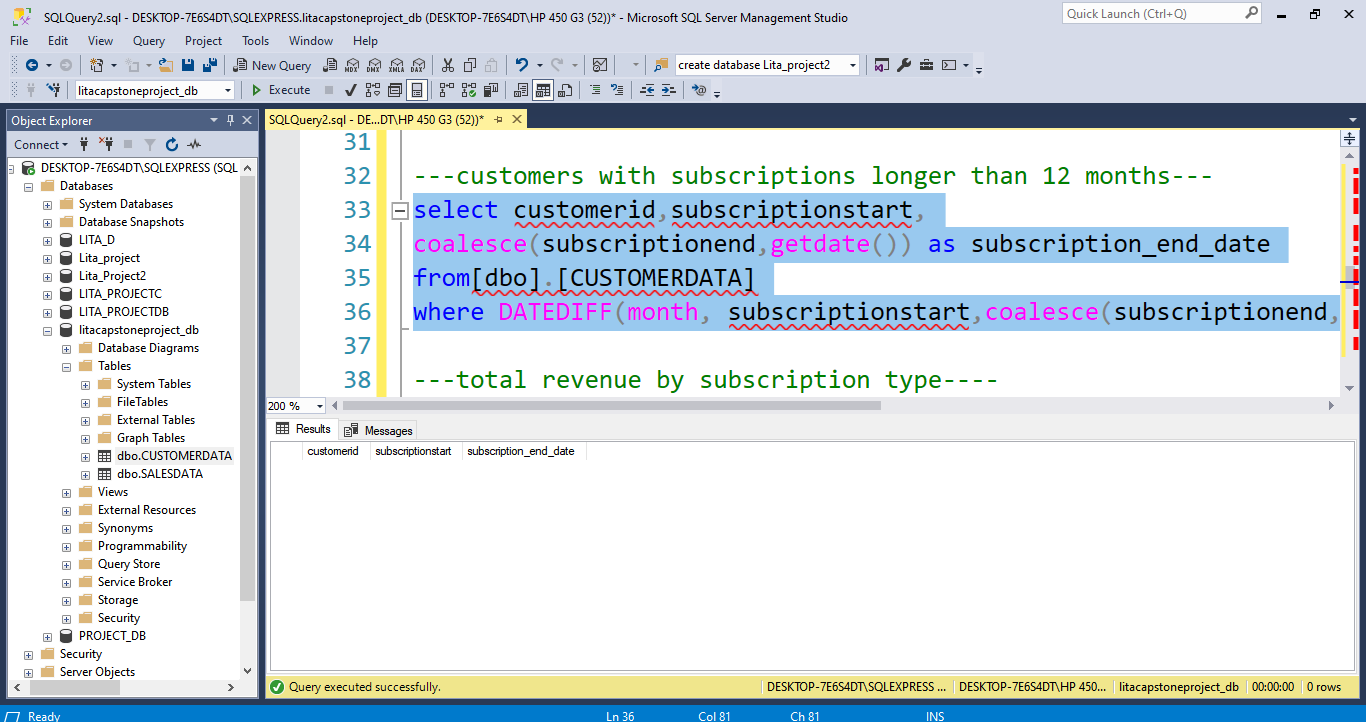 SQLQuery2.sql - DESKTOP-7E6S4DT\SQLEXPRESS.litacapstoneproject_db (DESKTOP-7E6S4DT\HP 450 G3 (52))* - Microsoft SQL Server Management Studio
Quick Launch (Ctrl+Q)
File Edit View Query Project Tools Window Help
New Query MDX DMX XMLA DAX create database Lita_project2
litacapstoneproject_db Execute
Object Explorer
SQLQuery2.sql - DE...DT\HP 450 G3 (52))*
Connect
DESKTOP-7E6S4DT\SQLEXPRESS (SQL
Databases
System Databases
Database Snapshots
LITA_D
Lita_project
Lita_Project2
LITA_PROJECTC
LITA_PROJECTDB
litacapstoneproject_db
Database Diagrams
Tables
System Tables
FileTables
External Tables
Graph Tables
dbo.CUSTOMERDATA
dbo.SALESDATA
Views
External Resources
Synonyms
Programmability
Query Store
Service Broker
Storage
Security
PROJECT_DB
Security
Server Objects
31
32 ---customers with subscriptions longer than 12 months---
33 select customerid,subscriptionstart,
34 coalesce(subscriptionend,getdate()) as subscription_end_date
35 from[dbo].[CUSTOMERDATA]
36 where DATEDIFF(month, subscriptionstart,coalesce(subscriptionend,
37
38 ---total revenue by subscription type----
200 %
Results Messages
customerid subscriptionstart subscription_end_date
Query executed successfully. DESKTOP-7E6S4DT\SQLEXPRESS ... DESKTOP-7E6S4DT\HP 450... litacapstoneproject_db 00:00:00 0 rows
Ready Ln 36 Col 81 Ch 81 INS